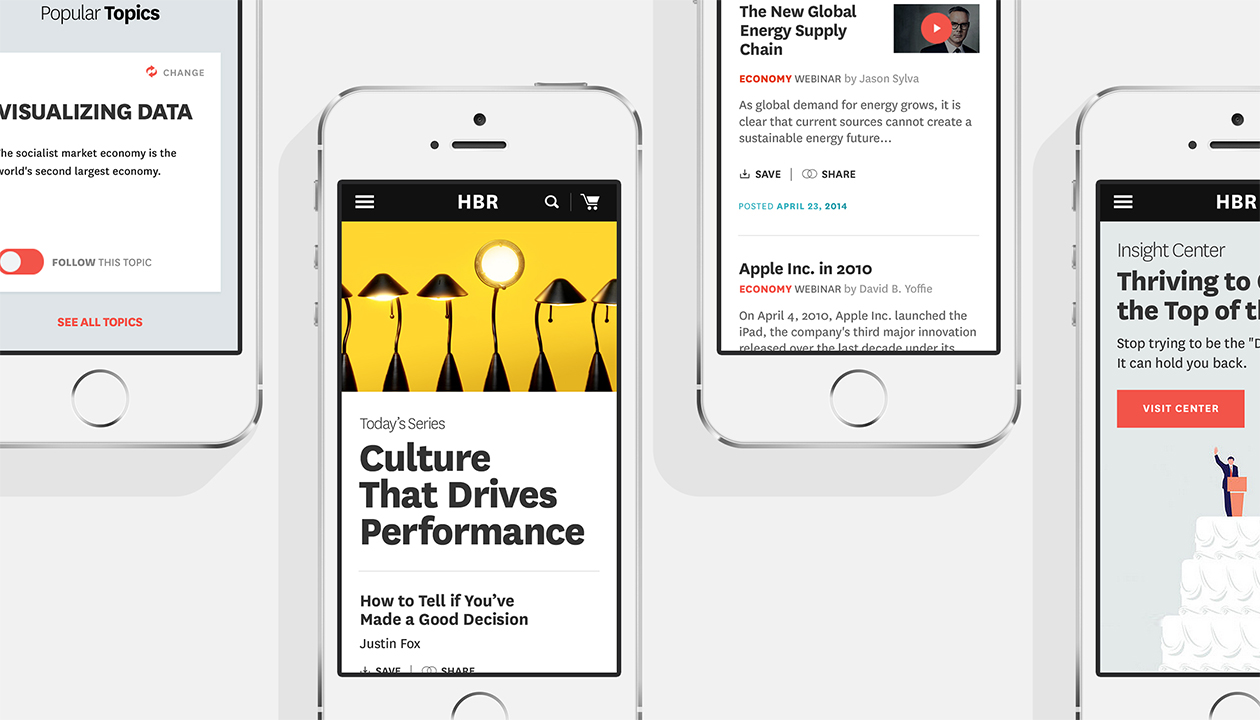 Popular Topics
CHANGE
VISUALIZING DATA
The socialist market economy is the
world's second largest economy.
FOLLOW THIS TOPIC
SEE ALL TOPICS
HBR
Today's Series
Culture
That Drives
Performance
How to Tell if You've
Made a Good Decision
Justin Fox
SAVE | SHARE
The New Global
Energy Supply
Chain
ECONOMY WEBINAR by Jason Sylva
As global demand for energy grows, it is
clear that current sources cannot create a
sustainable energy future...
SAVE | SHARE
POSTED APRIL 23, 2014
Apple Inc. in 2010
ECONOMY WEBINAR by David B. Yoffie
On April 4, 2010, Apple Inc. launched the
iPad, the company's third major innovation
released over the last decade under its
HBR
Insight Center
Thriving to
the Top of
Stop trying to be the
It can hold you back.
VISIT CENTER